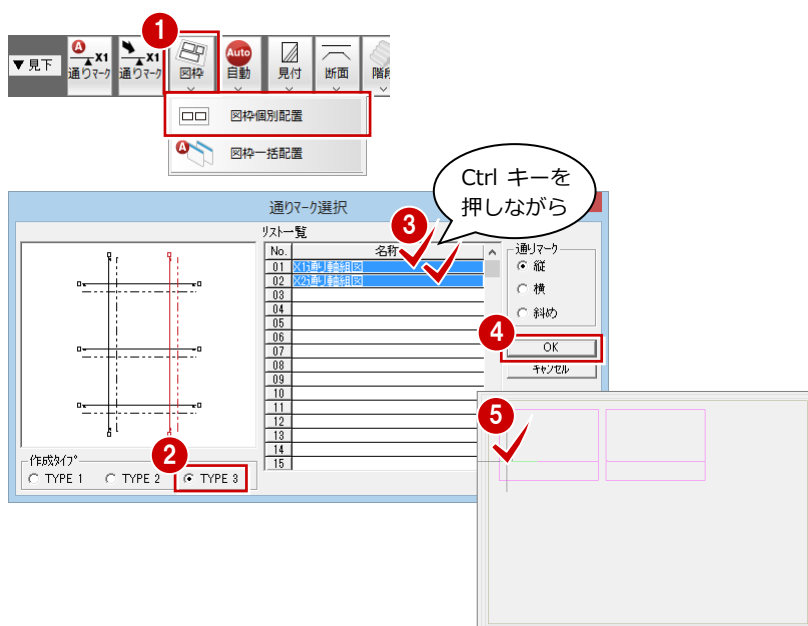 1
▼見下
A X1
通りマーク
X1
通りマーク
図枠
Auto
自動
見付
断面
階段
図枠個別配置
A
図枠一括配置
Ctrl キーを
押しながら
通りマーク選択
3
リスト一覧
No. 名称
01 X1通り軸組図
02 X2通り軸組図
03
04
05
06
07
08
09
10
11
12
13
14
15
通りマーク
縦
横
斜め
4
OK
キャンセル
5
2
作成タイプ
TYPE 1
TYPE 2
TYPE 3